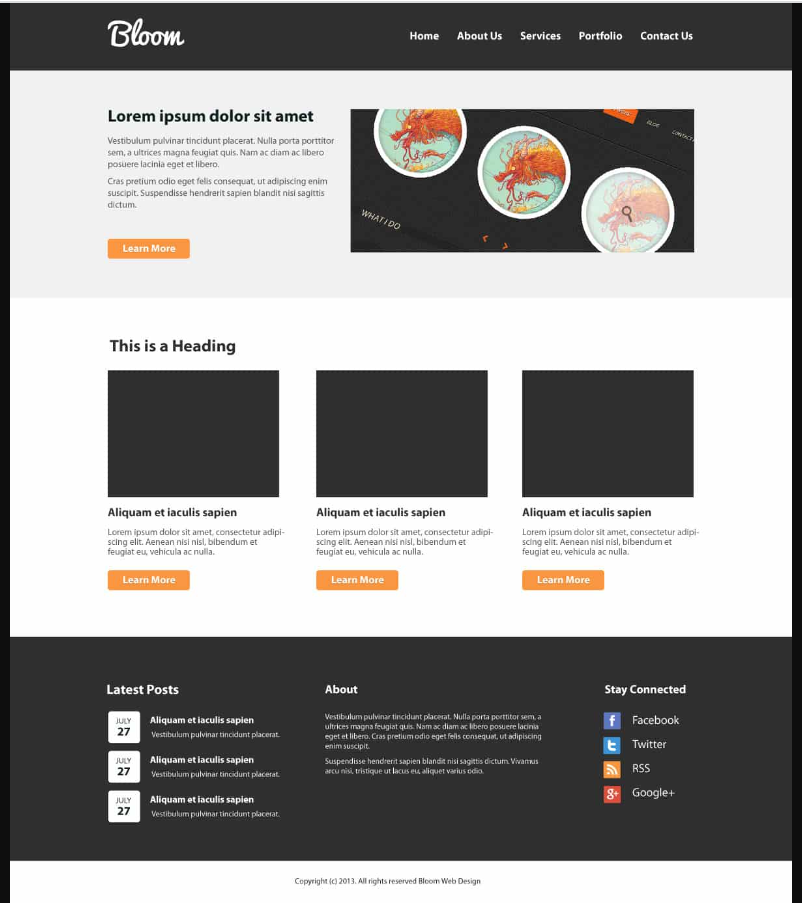 Bloom
Home About Us Services Portfolio Contact Us
Lorem ipsum dolor sit amet
Vestibulum pulvinar tincidunt placerat. Nulla porta porttitor
sem, a ultrices magna feugiat quis. Nam ac diam ac libero
posuere lacinia eget et libero.
Cras pretium odio eget felis consequat, ut adipiscing enim
suscipit. Suspendisse hendrerit sapien blandit nisi sagittis
dictum.
Learn More
BLOG
CONTACT
WHAT I DO
This is a Heading
Aliquam et iaculis sapien
Lorem ipsum dolor sit amet, consectetur adipi-
scing elit. Aenean nisi nisl, bibendum et
feugiat eu, vehicula ac nulla.
Learn More
Aliquam et iaculis sapien
Lorem ipsum dolor sit amet, consectetur adipi-
scing elit. Aenean nisi nisl, bibendum et
feugiat eu, vehicula ac nulla.
Learn More
Aliquam et iaculis sapien
Lorem ipsum dolor sit amet, consectetur adipi-
scing elit. Aenean nisi nisl, bibendum et
feugiat eu, vehicula ac nulla.
Learn More
Latest Posts
JULY
27
Aliquam et iaculis sapien
Vestibulum pulvinar tincidunt placerat.
JULY
27
Aliquam et iaculis sapien
Vestibulum pulvinar tincidunt placerat.
JULY
27
Aliquam et iaculis sapien
Vestibulum pulvinar tincidunt placerat.
About
Vestibulum pulvinar tincidunt placerat. Nulla porta porttitor sem, a
ultrices magna feugiat quis. Nam ac diam ac libero posuere lacinia
eget et libero. Cras pretium odio eget felis consequat, ut adipiscing
enim suscipit.
Suspendisse hendrerit sapien blandit nisi sagittis dictum. Vivamus
arcu nisi, tristique ut lacus eu, aliquet varius odio.
Stay Connected
f Facebook
t Twitter
RSS
g+ Google+
Copyright (c) 2013. All rights reserved Bloom Web Design